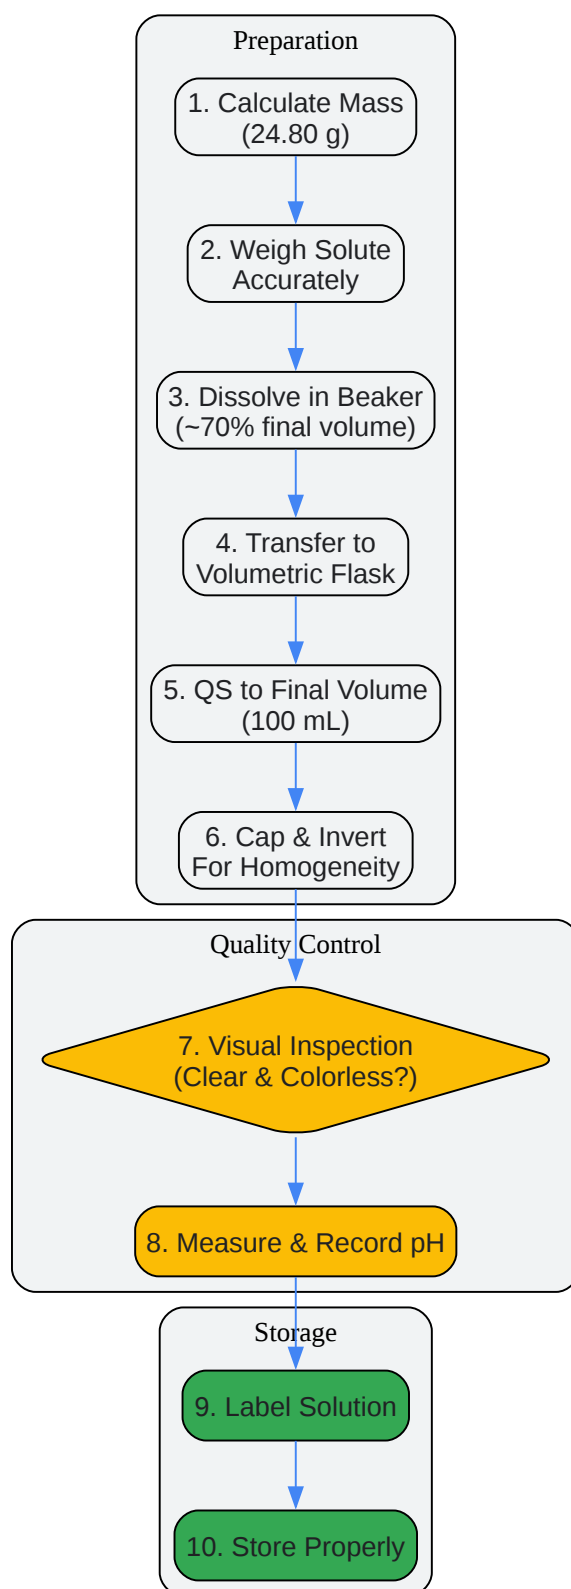 Preparation
1. Calculate Mass
(24.80 g)
2. Weigh Solute
Accurately
3. Dissolve in Beaker
(~70% final volume)
4. Transfer to
Volumetric Flask
5. QS to Final Volume
(100 mL)
6. Cap & Invert
For Homogeneity
Quality Control
7. Visual Inspection
(Clear & Colorless?)
8. Measure & Record pH
Storage
9. Label Solution
10. Store Properly